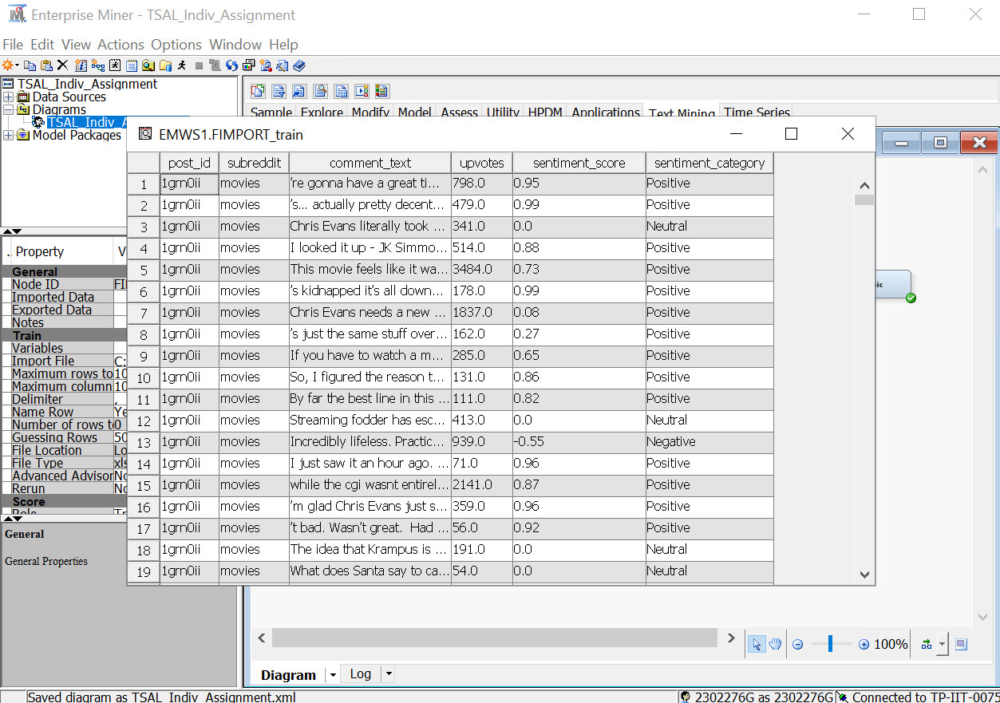 Enterprise Miner - TSAL_Indiv_Assignment
File Edit View Actions Options Window Help
TSAL_Indiv_Assignment
Data Sources
Diagrams
TSAL_Indiv_A
Model Packages
Sample Explore Modify Model Assess Utility HPDM Applications Text Mining Time Series
EMWS1.FIMPORT_train
post_id subreddit comment_text upvotes sentiment_score sentiment_category
1 1grn0ii movies ’re gonna have a great ti... 798.0 0.95 Positive
2 1grn0ii movies ’s... actually pretty decent... 479.0 0.99 Positive
3 1grn0ii movies Chris Evans literally took ... 341.0 0.0 Neutral
4 1grn0ii movies I looked it up - JK Simmo... 514.0 0.88 Positive
5 1grn0ii movies This movie feels like it wa... 3484.0 0.73 Positive
6 1grn0ii movies ’s kidnapped it’s all down... 178.0 0.99 Positive
7 1grn0ii movies Chris Evans needs a new ... 1837.0 0.08 Positive
8 1grn0ii movies ’s just the same stuff over... 162.0 0.27 Positive
9 1grn0ii movies If you have to watch a m... 285.0 0.65 Positive
10 1grn0ii movies So, I figured the reason t... 131.0 0.86 Positive
11 1grn0ii movies By far the best line in this ... 111.0 0.82 Positive
12 1grn0ii movies Streaming fodder has esc... 413.0 0.0 Neutral
13 1grn0ii movies Incredibly lifeless. Practic... 939.0 -0.55 Negative
14 1grn0ii movies I just saw it an hour ago. ... 71.0 0.96 Positive
15 1grn0ii movies while the cgi wasnt entirel... 2141.0 0.87 Positive
16 1grn0ii movies ’m glad Chris Evans just s... 359.0 0.96 Positive
17 1grn0ii movies ’t bad. Wasn’t great.  Had ... 56.0 0.92 Positive
18 1grn0ii movies The idea that Krampus is ... 191.0 0.0 Neutral
19 1grn0ii movies What does Santa say to ca... 54.0 0.0 Neutral
. Property V
General
Node ID FI
Imported Data
Exported Data
Notes
Train
Variables
Import File C:
Maximum rows to 10
Maximum column 10
Delimiter ,
Name Row Ye
Number of rows t 0
Guessing Rows 50
File Location Lo
File Type xls
Advanced Advisor No
Rerun No
Score
Role Tr
General
General Properties
ic
100%
Diagram Log
Saved diagram as TSAL_Indiv_Assignment.xml
2302276G as 2302276G Connected to TP-IIT-0075